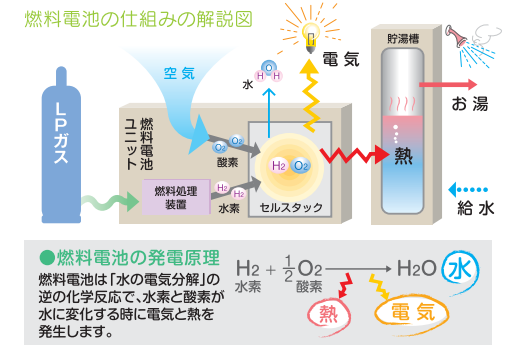 燃料電池の仕組みの解説図
空気
電気
貯湯槽
水
H
O
H
お湯
LPガス
燃料電池
ユニット
O2
O2
酸素
H2
O2
熱
燃料処理
装置
H2
H2
水素
セルスタック
給水
●燃料電池の発電原理
燃料電池は「水の電気分解」の
逆の化学反応で、水素と酸素が
水に変化する時に電気と熱を
発生します。
H2 + 1/2 O2 → H2O 水
水素 酸素
熱 電気